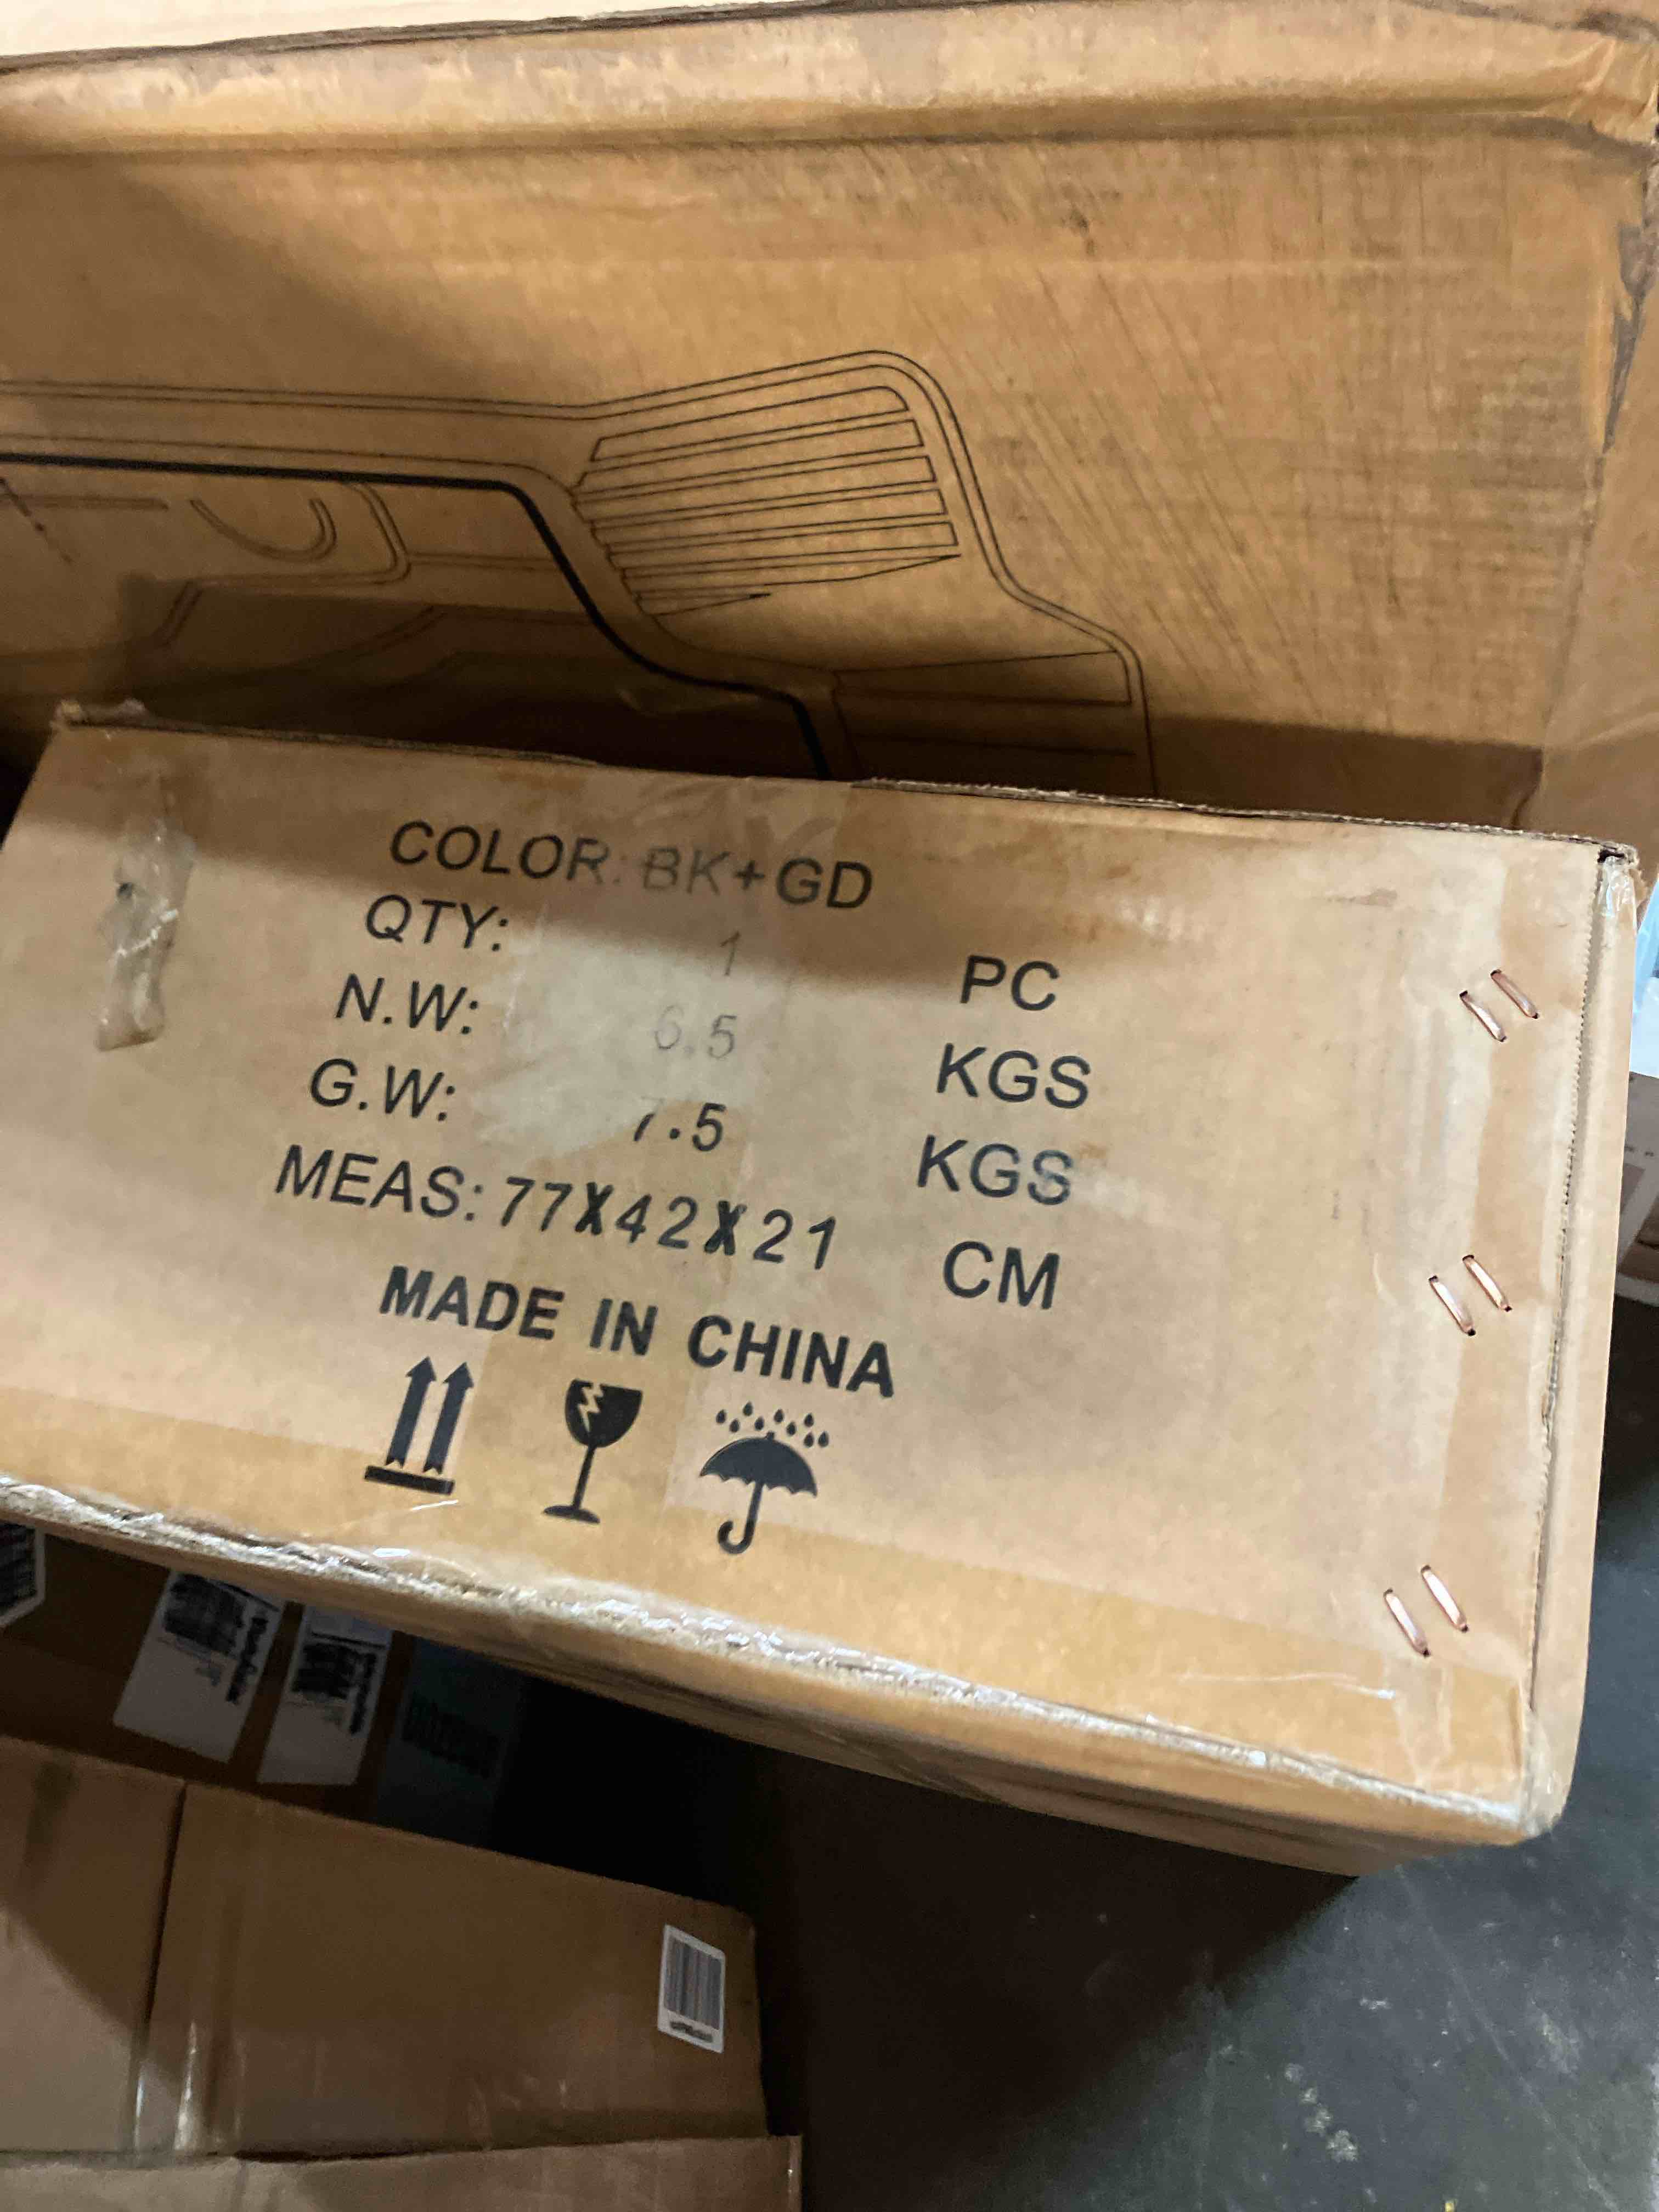 COLOR: BK+GD
QTY: 1 PC
N.W: 6.5 KGS
G.W: 7.5 KGS
MEAS: 77X42X21 CM
MADE IN CHINA